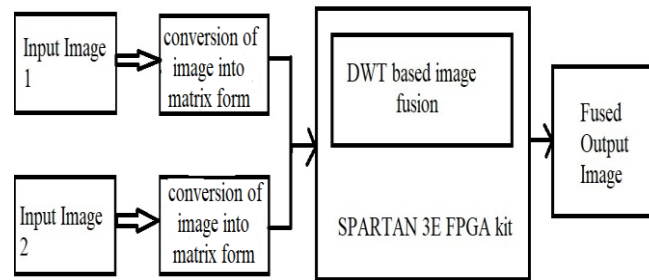 Input Image
1
conversion of
image into
matrix form
DWT based image
fusion
SPARTAN 3E FPGA kit
Fused
Output
Image
Input Image
2
conversion of
image into
matrix form